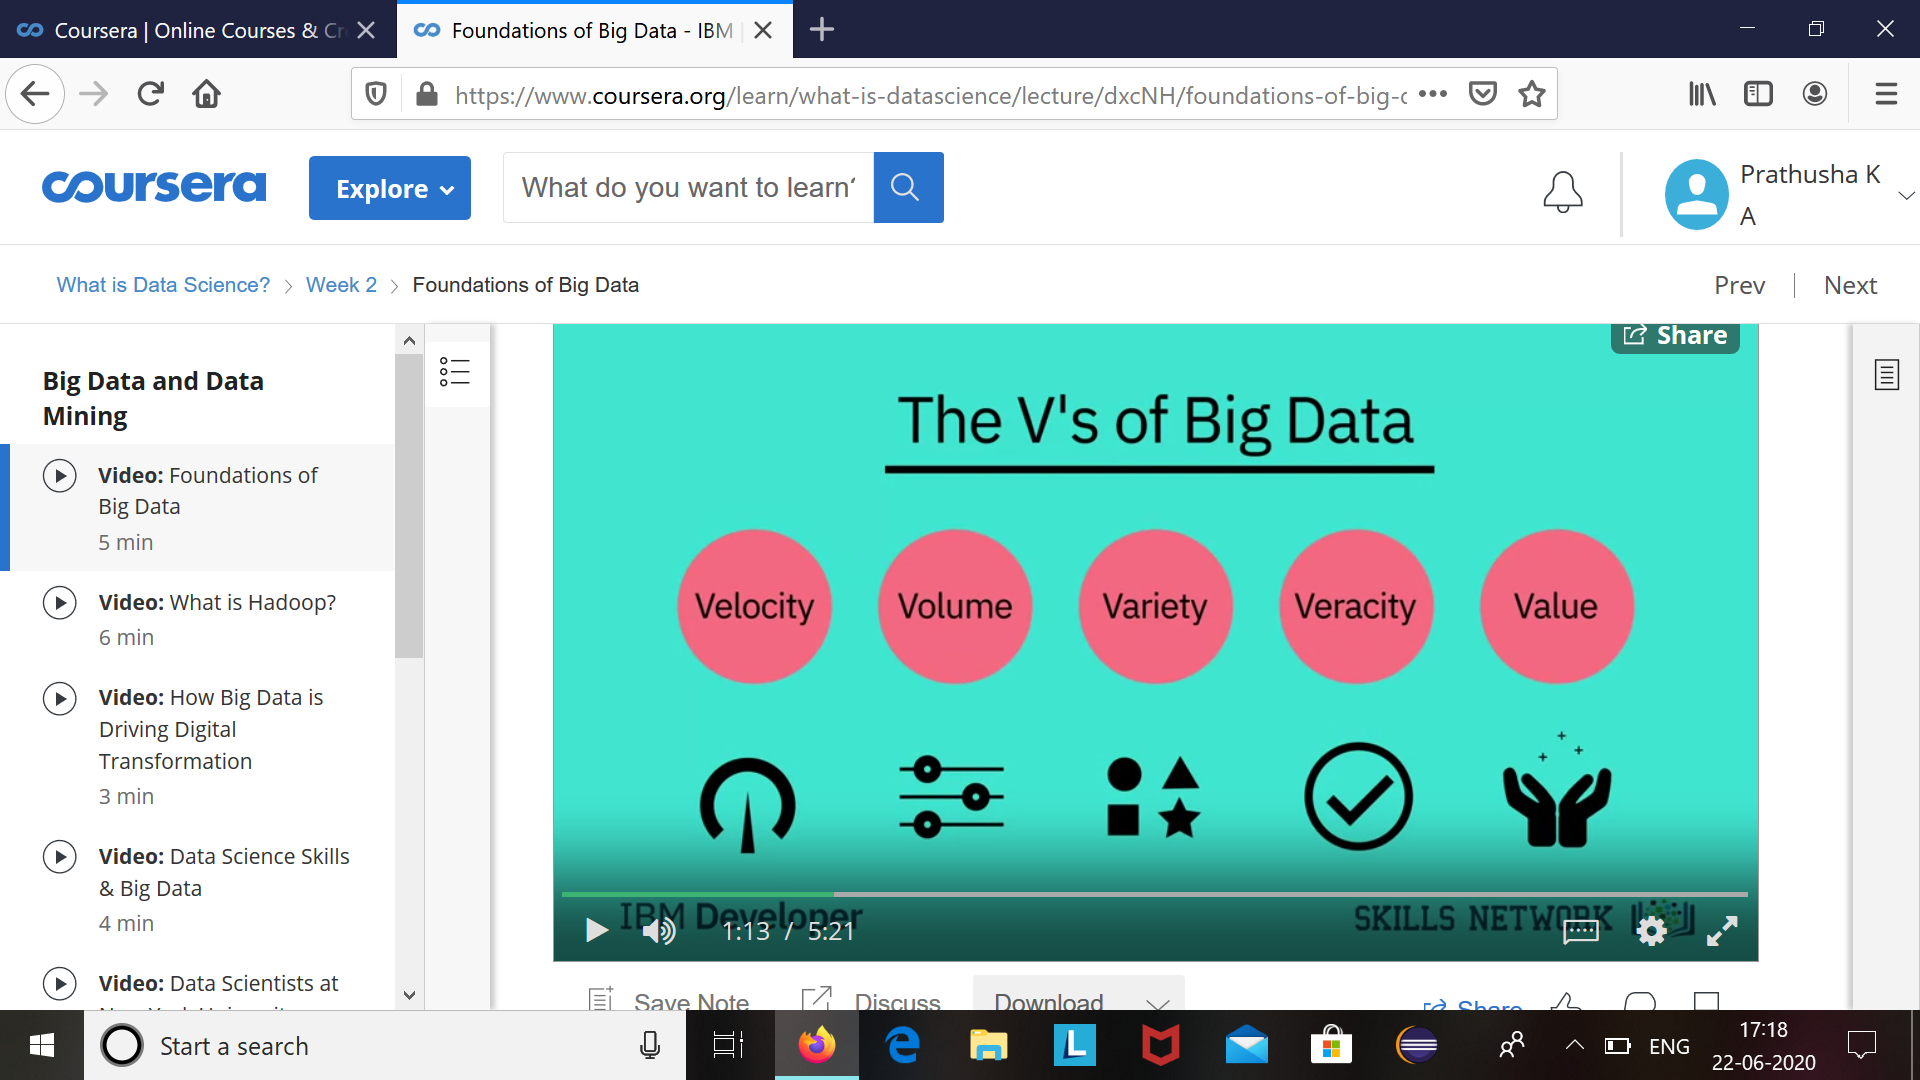 Coursera | Online Courses & Cr
Foundations of Big Data - IBM |
https://www.coursera.org/learn/what-is-datascience/lecture/dxcNH/foundations-of-big-c
coursera
Explore
What do you want to learn?
Prathusha K
A
What is Data Science?
Week 2
Foundations of Big Data
Prev
Next
Big Data and Data
Mining
Video: Foundations of
Big Data
5 min
Video: What is Hadoop?
6 min
Video: How Big Data is
Driving Digital
Transformation
3 min
Video: Data Science Skills
& Big Data
4 min
Video: Data Scientists at
New York University
Share
The V's of Big Data
Velocity
Volume
Variety
Veracity
Value
IBM Developer
SKILLS NETWORK
1:13 / 5:21
Save Note
Discuss
Download
Share
Start a search
L
ENG
17:18
22-06-2020